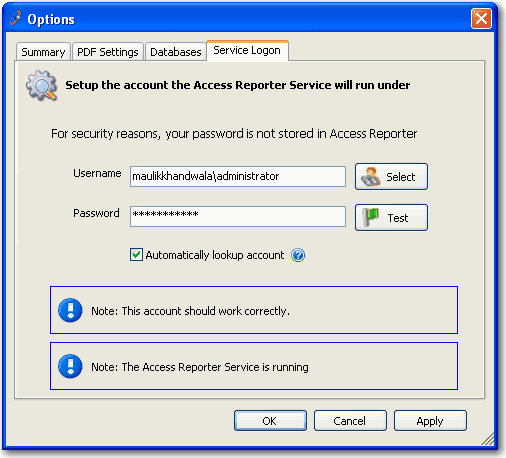 Options
Summary PDF Settings Databases Service Logon
Setup the account the Access Reporter Service will run under
For security reasons, your password is not stored in Access Reporter
Username maulikkhandwala\administrator Select
Password *********** Test
Automatically lookup account ?
Note: This account should work correctly.
Note: The Access Reporter Service is running
OK Cancel Apply